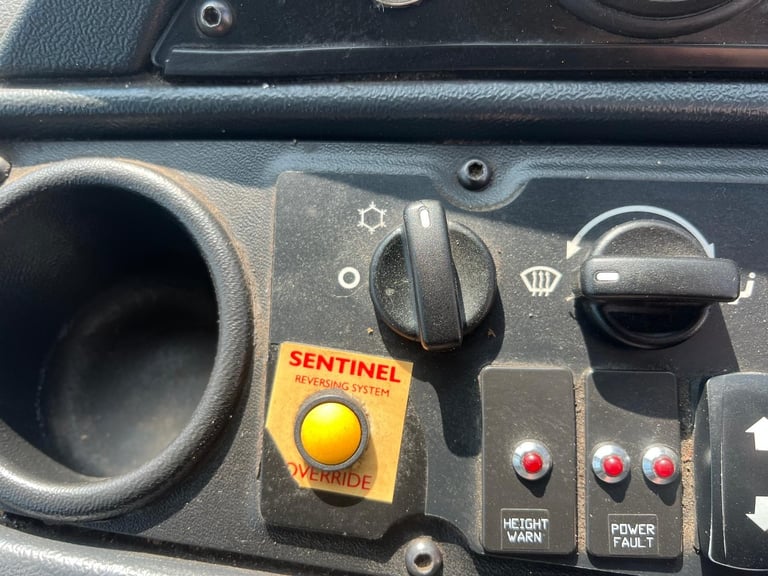 SENTINEL
REVERSING SYSTEM
OVERRIDE
HEIGHT
WARN
POWER
FAULT